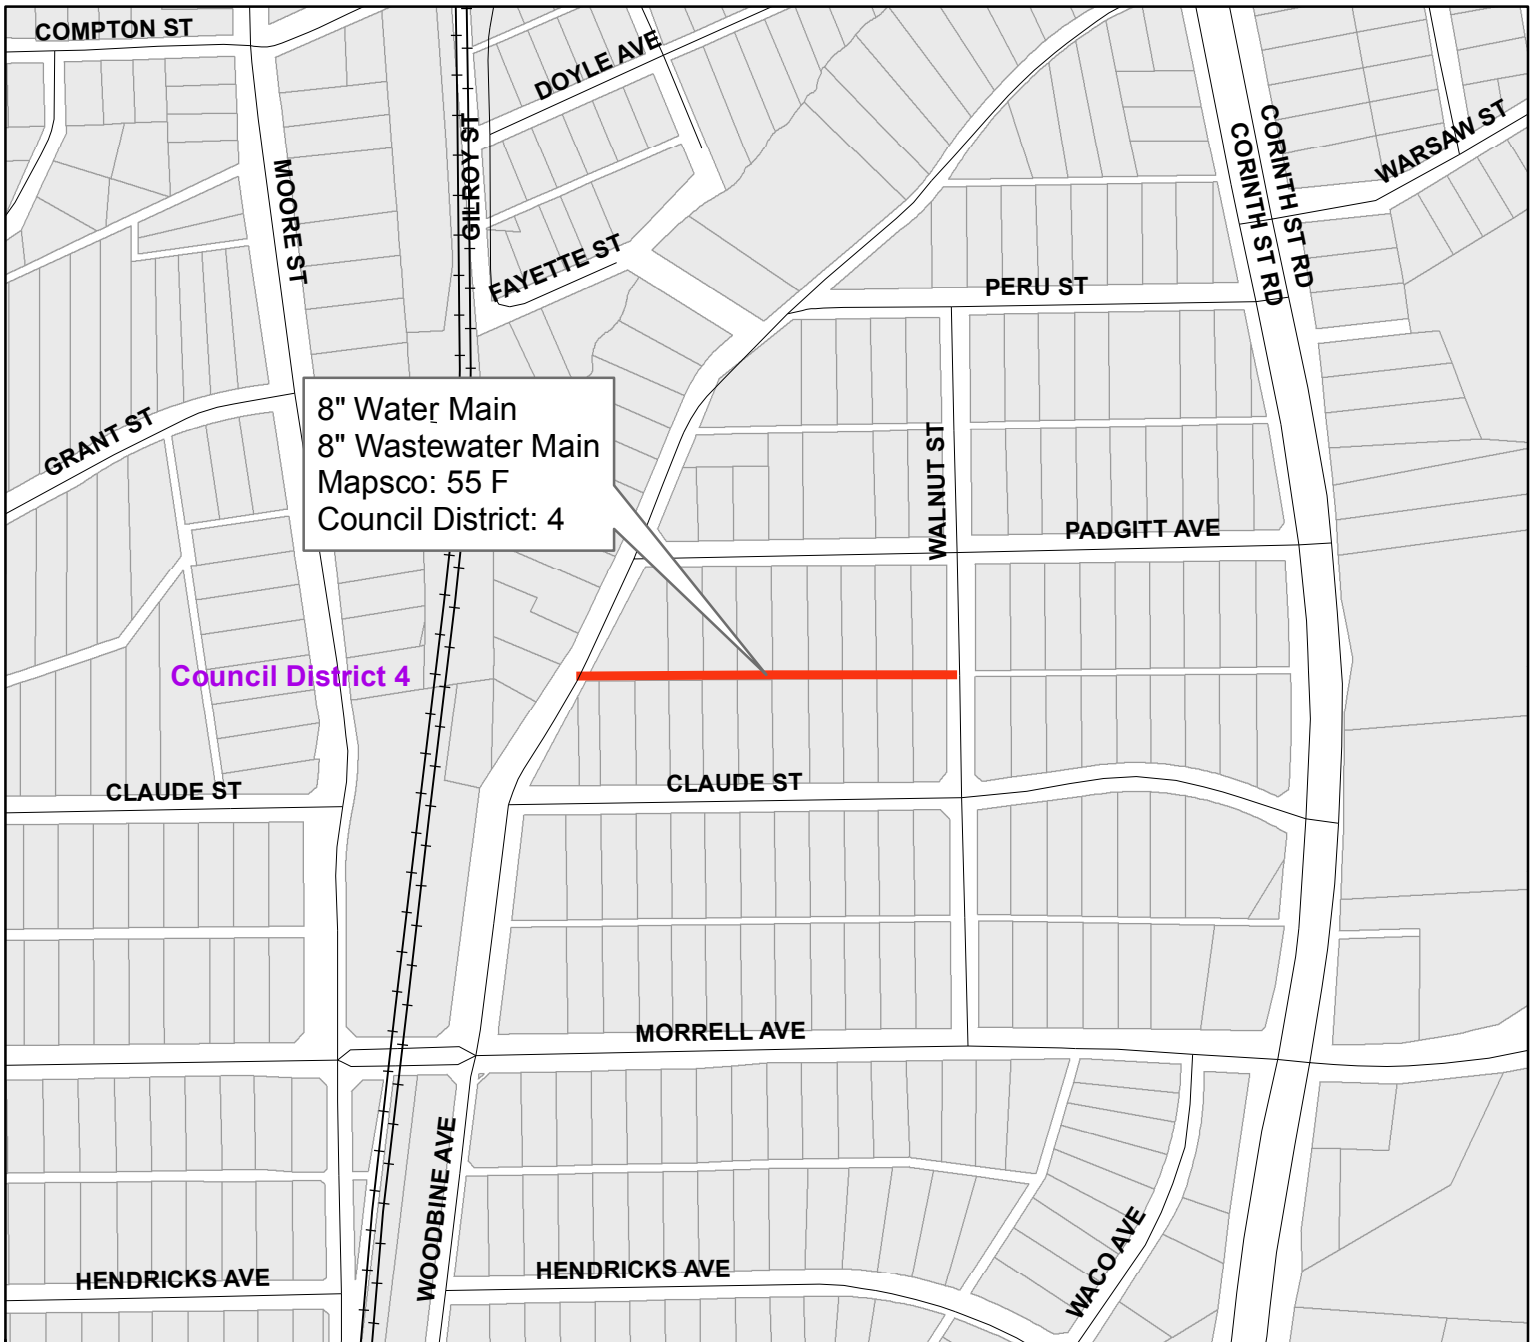 COMPTON ST
DOYLE AVE
GILROY ST
CORINTH ST RD
CORINTH ST RD
WARSAW ST
MOORE ST
FAYETTE ST
PERU ST
GRANT ST
8" Water Main
8" Wastewater Main
Mapsco: 55 F
Council District: 4
WALNUT ST
PADGITT AVE
Council District 4
CLAUDE ST
CLAUDE ST
MORRELL AVE
WOODBINE AVE
WACO AVE
HENDRICKS AVE
HENDRICKS AVE